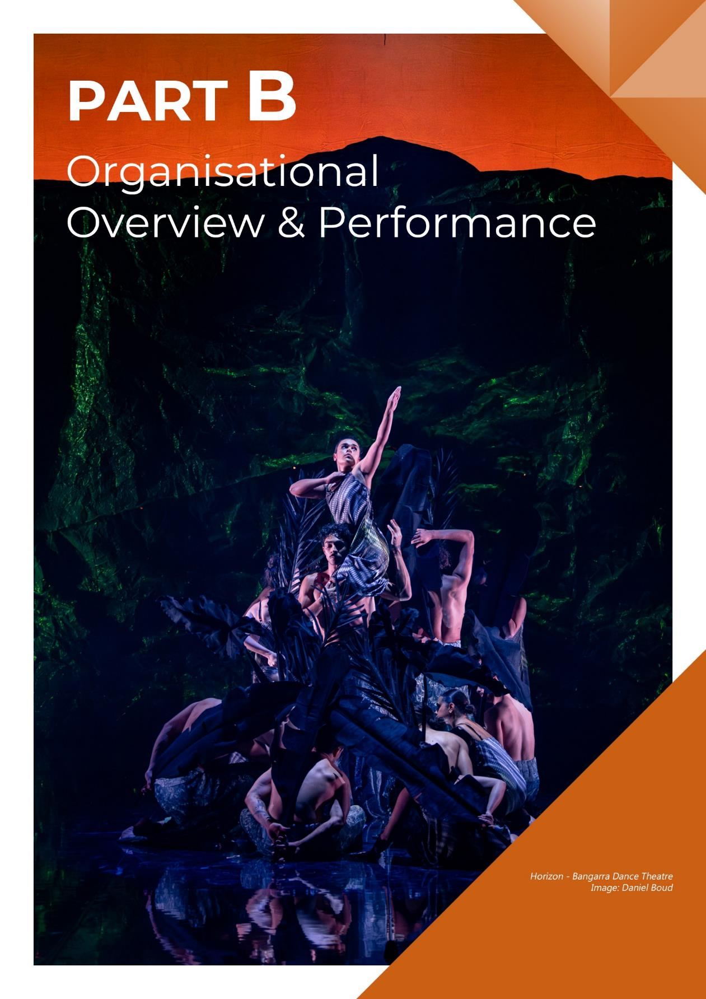 PART B
Organisational
Overview & Performance
Horizon - Bangarra Dance Theatre
Image: Daniel Boud